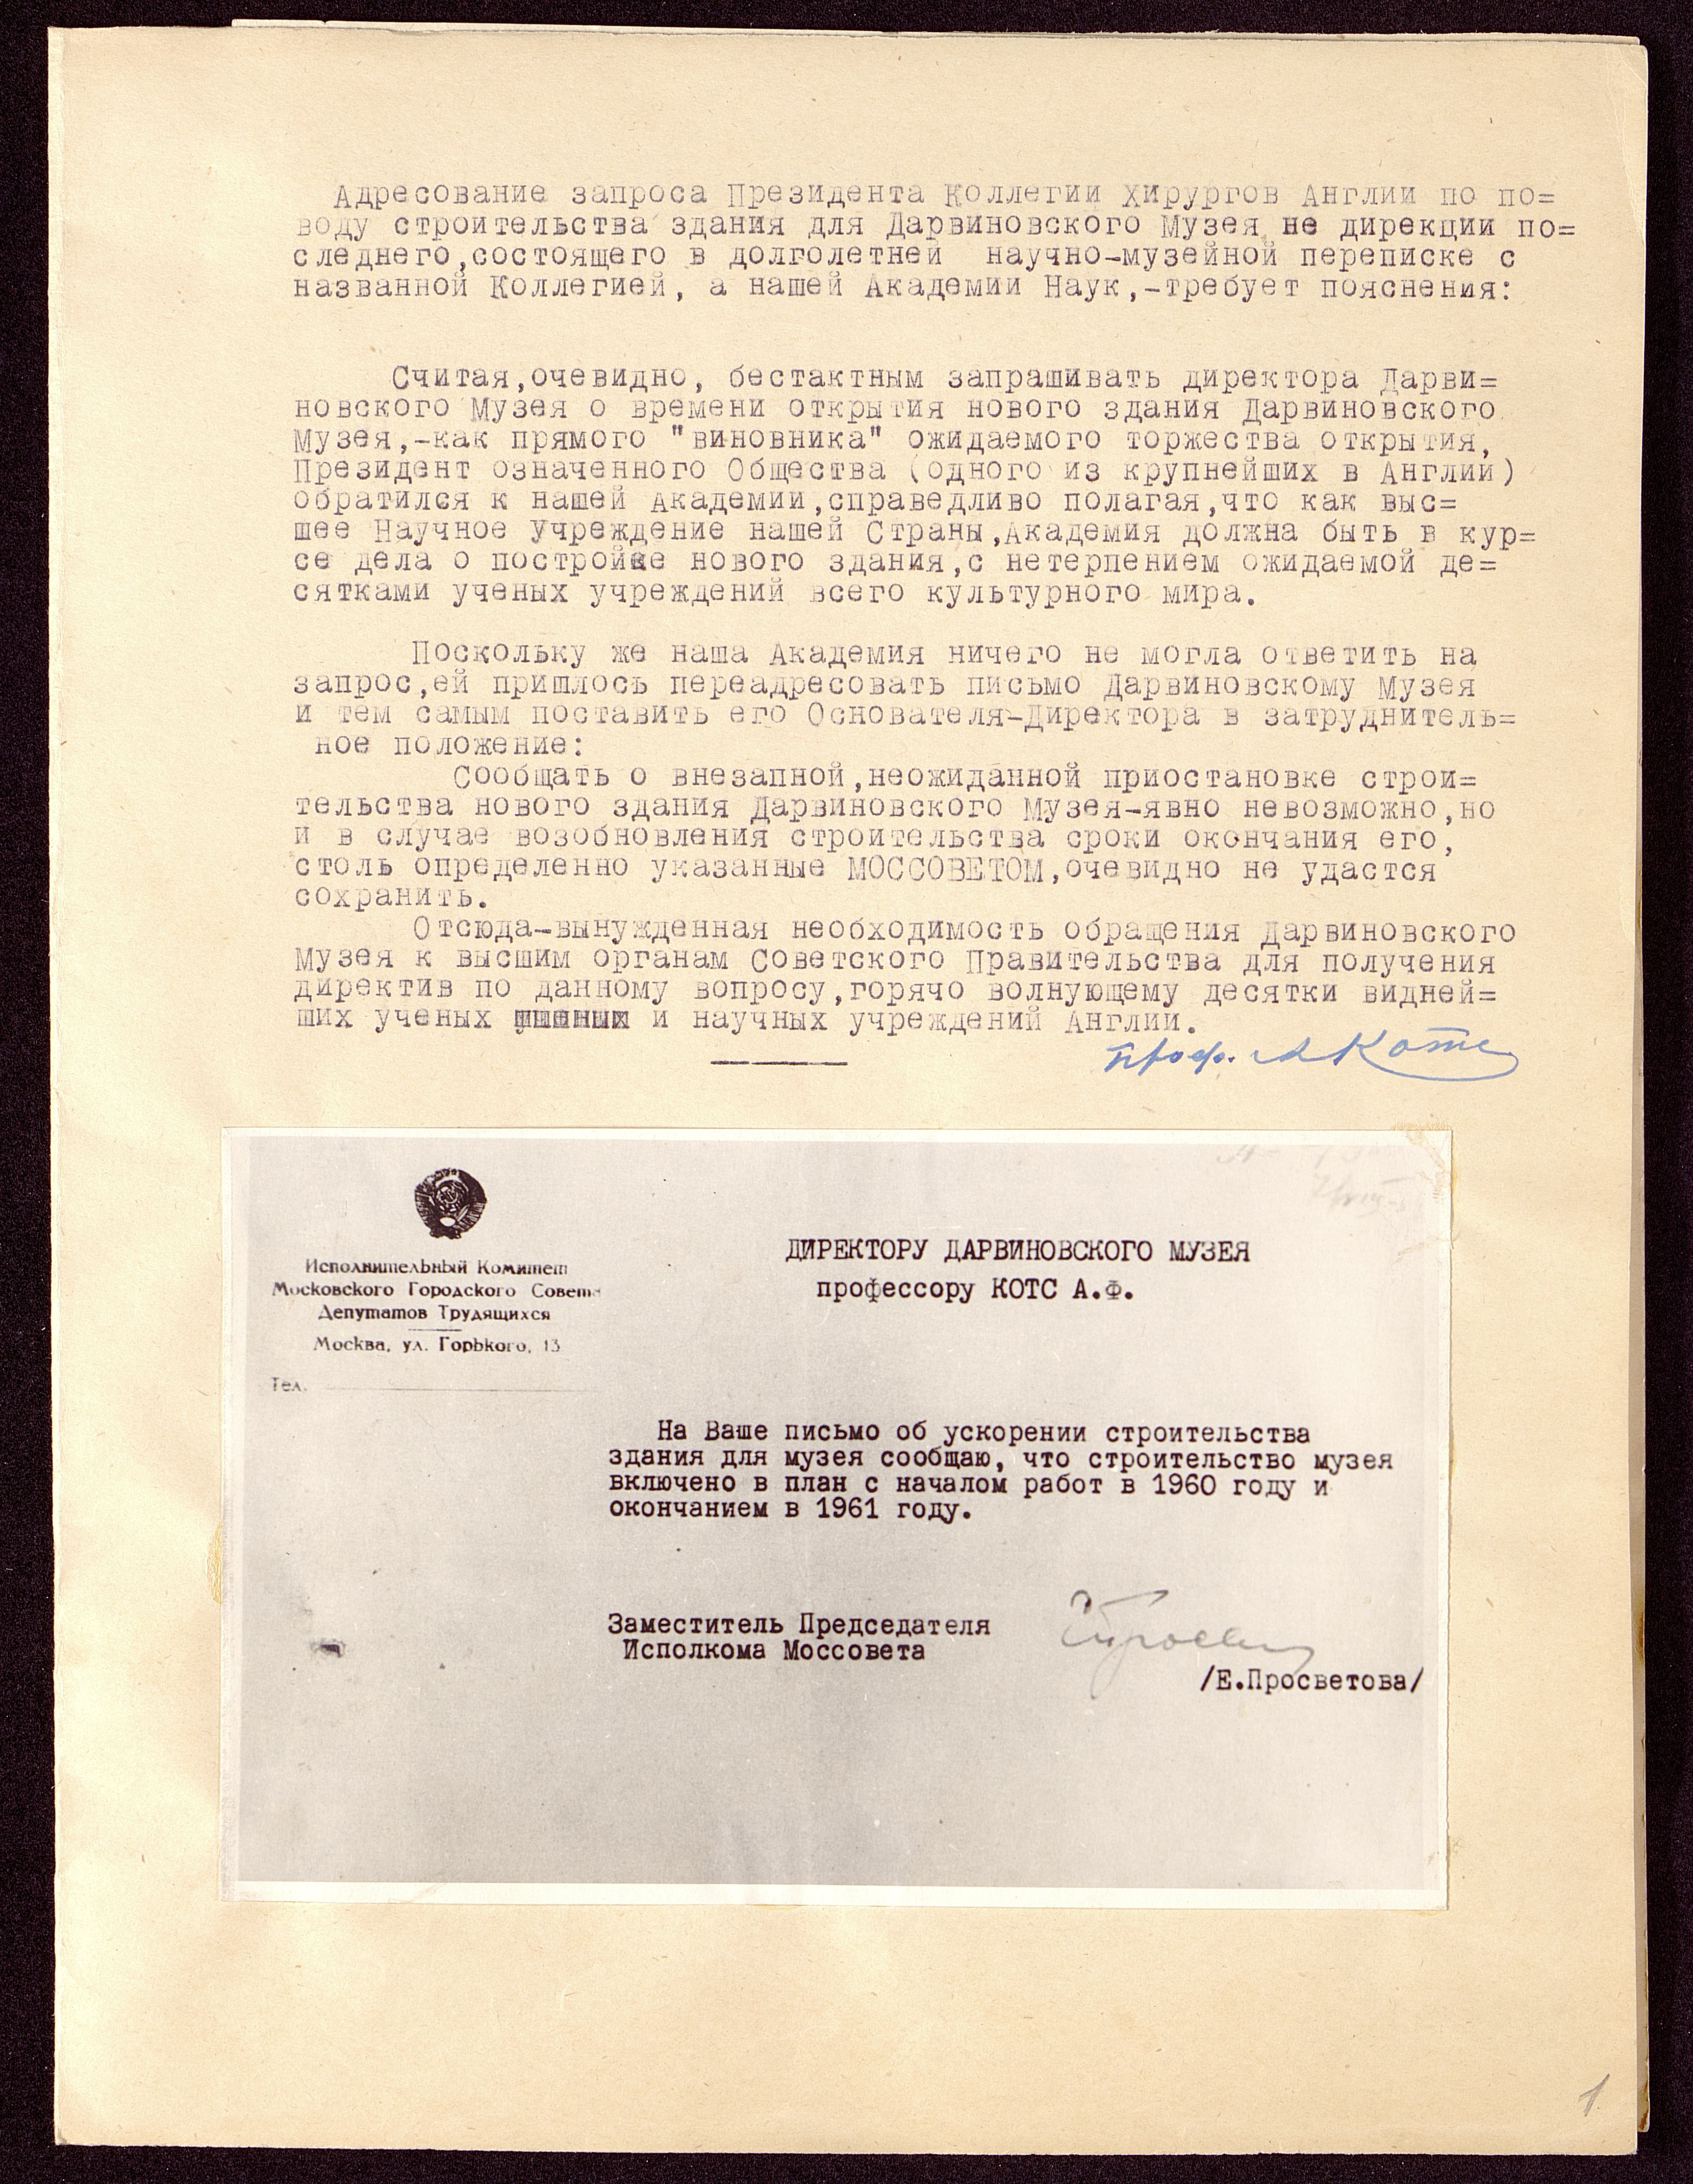 Адресование запроса Президента Коллегии Хирургов Англии по по=
воду строительства здания для Дарвиновского Музея не дирекции по=
следнего,состоящего в долголетней научно-музейной переписке с
названной Коллегией, а нашей Академии Наук,-требует пояснения:
Считая,очевидно, бестактным запрашивать директора Дарви=
новского Музея о времени открытия нового здания Дарвиновского
Музея,-как прямого "виновника" ожидаемого торжества открытия,
Президент означенного Общества (одного из крупнейших в Англии)
обратился к нашей Академии,справедливо полагая,что как выс=
шее Научное Учреждение нашей Страны,Академия должна быть в кур=
се дела о постройке нового здания,с нетерпением ожидаемой де=
сятками ученых учреждений всего культурного мира.
Поскольку же наша Академия ничего не могла ответить на
запрос,ей пришлось переадресовать письмо Дарвиновскому Музея
и тем самым поставить его Основателя-Директора в затруднитель=
ное положение:
Сообщать о внезапной,неожиданной приостановке строи=
тельства нового здания Дарвиновского Музея-явно невозможно,но
и в случае возобновления строительства сроки окончания его,
столь определенно указанные МОССОВЕТОМ,очевидно не удастся
сохранить.
Отсюда-вынужденная необходимость обращения Дарвиновского
Музея к высшим органам Советского Правительства для получения
директив по данному вопросу,горячо волнующему десятки видней=
ших ученых и научных учреждений Англии.
проф. А Котс
ДИРЕКТОРУ ДАРВИНОВСКОГО МУЗЕЯ
профессору КОТС А.Ф.
Исполнительный Комитет
Московского Городского Совета
Депутатов Трудящихся
Москва, ул. Горького, 13
Тел.
На Ваше письмо об ускорении строительства
здания для музея сообщаю, что строительство музея
включено в план с началом работ в 1960 году и
окончанием в 1961 году.
Заместитель Председателя
Исполкома Моссовета
/Е.Просветова/
1